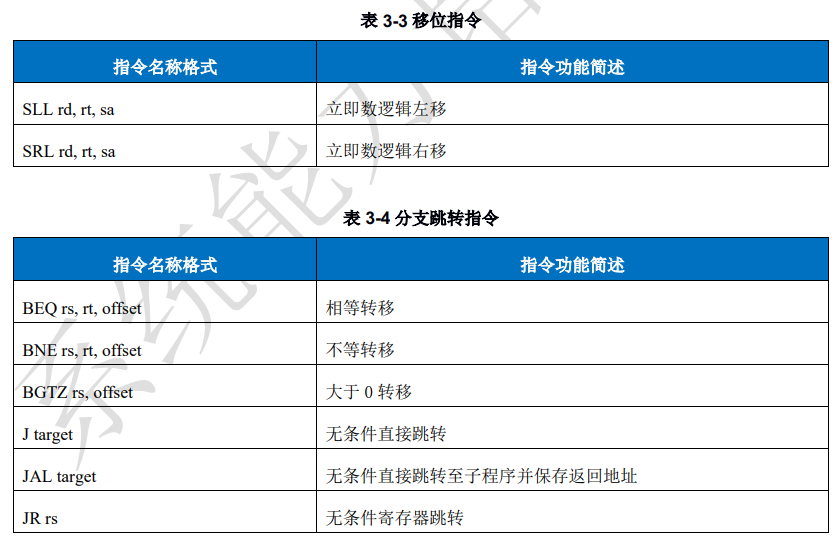 表 3-3 移位指令
指令名称格式 指令功能简述
SLL rd, rt, sa 立即数逻辑左移
SRL rd, rt, sa 立即数逻辑右移
表 3-4 分支跳转指令
指令名称格式 指令功能简述
BEQ rs, rt, offset 相等转移
BNE rs, rt, offset 不等转移
BGTZ rs, offset 大于 0 转移
J target 无条件直接跳转
JAL target 无条件直接跳转至子程序并保存返回地址
JR rs 无条件寄存器跳转
系统能力